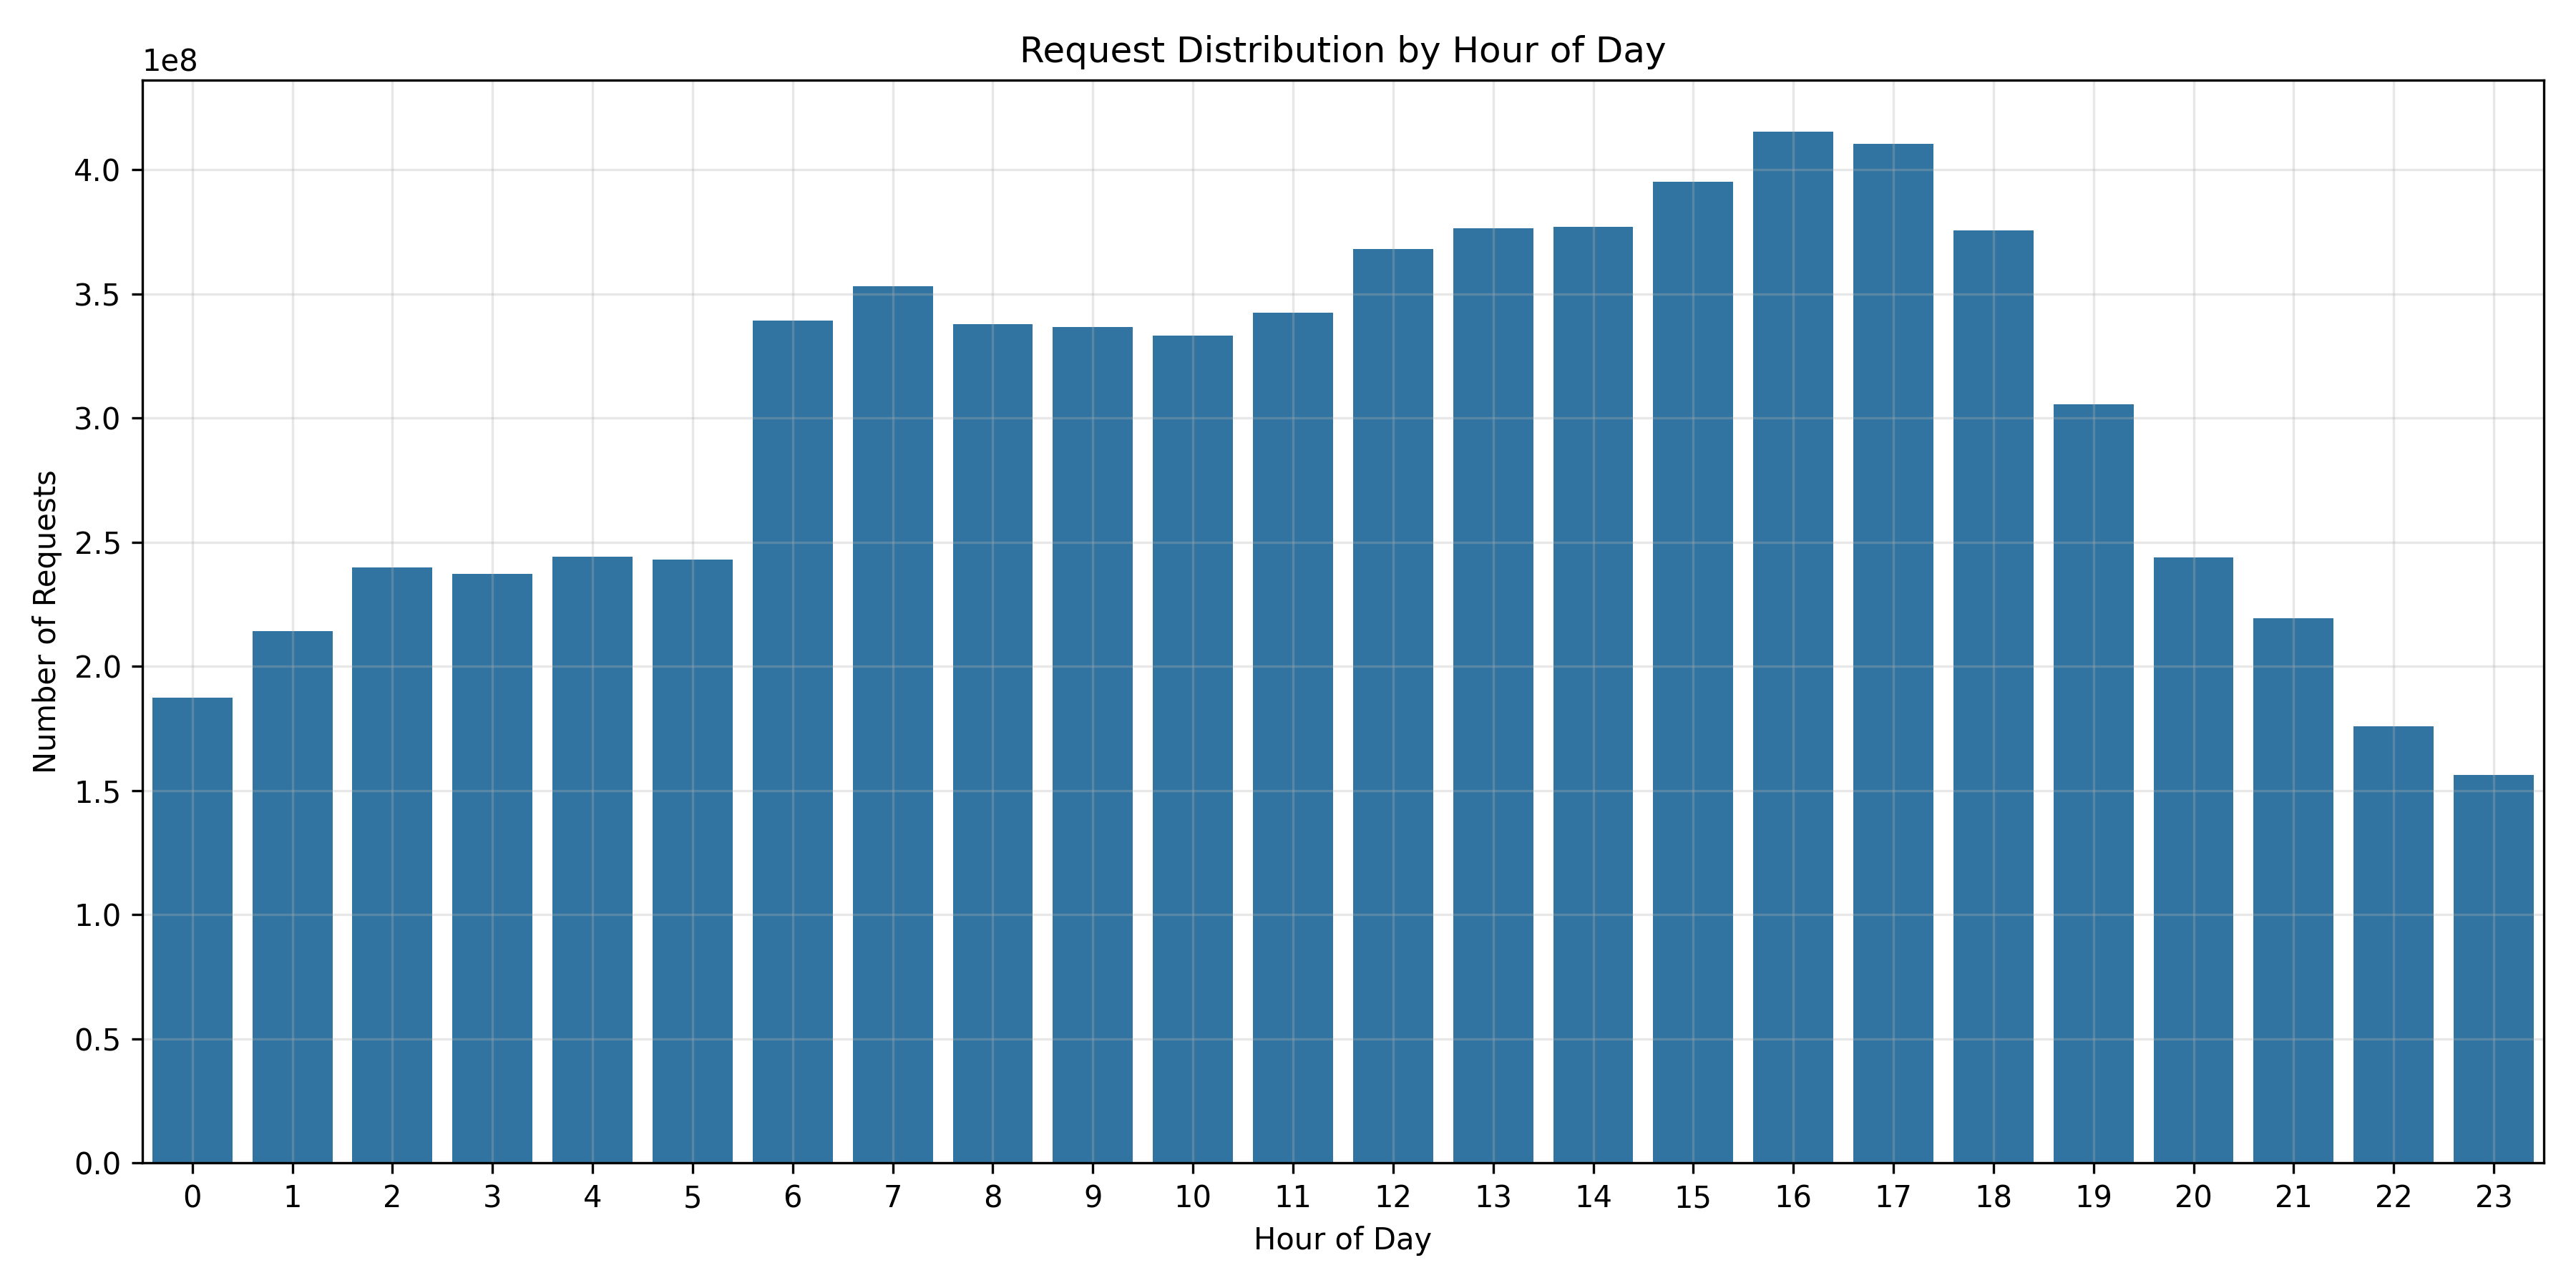 Request Distribution by Hour of Day
1e8
4.0
3.5
3.0
2.5
2.0
1.5
1.0
0.5
0.0
Number of Requests
0 1 2 3 4 5 6 7 8 9 10 11 12 13 14 15 16 17 18 19 20 21 22 23
Hour of Day